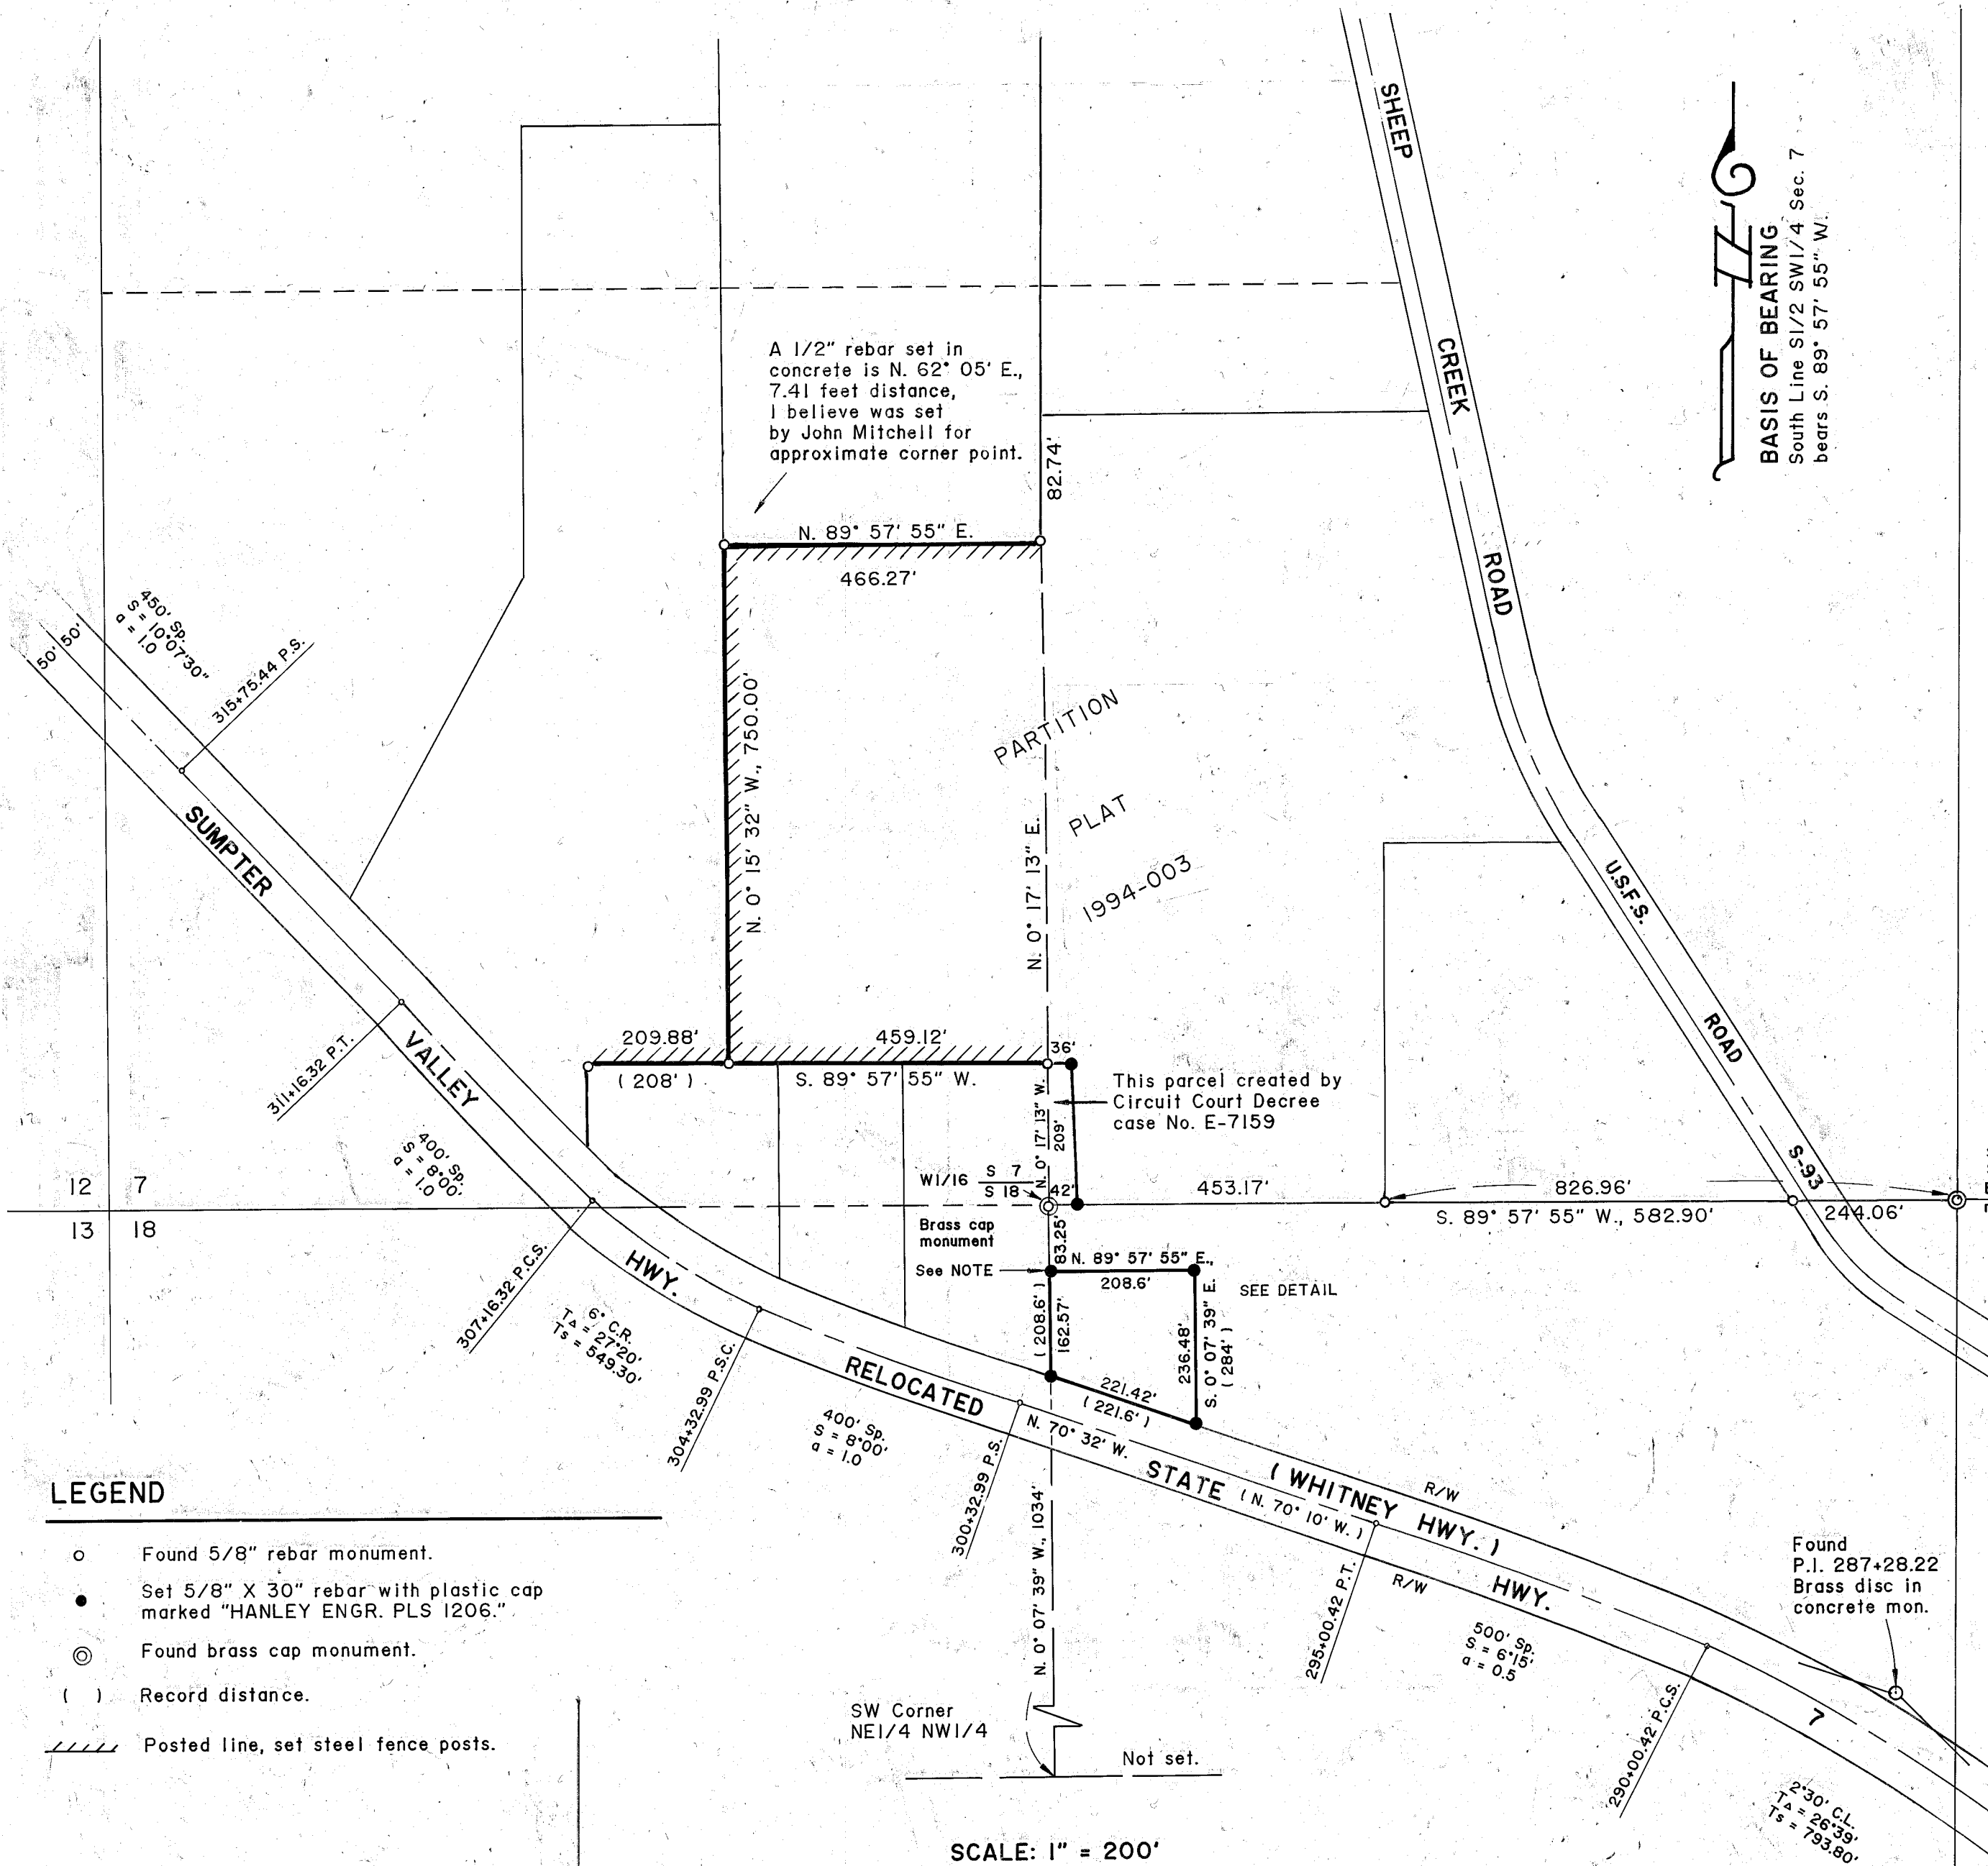 SHEEP
CREEK
ROAD
U.S.F.S.
ROAD
S-93
BASIS OF BEARING
South Line S1/2 SW1/4 Sec. 7
bears S. 89° 57' 55" W.
A 1/2" rebar set in
concrete is N. 62° 05' E.,
7.41 feet distance,
I believe was set
by John Mitchell for
approximate corner point.
82.74'
N. 89° 57' 55" E.
466.27'
N. 0° 15' 32" W., 750.00'
PARTITION
PLAT
1994-003
N. 0° 17' 13" E.
50' 50'
450' Sp.
S = 10°07'30"
a = 1.0
315+75.44 P.S.
SUMPTER
VALLEY
HWY.
RELOCATED
STATE
HWY.
7
( WHITNEY HWY. )
311+16.32 P.T.
400' Sp.
S = 8°00'
a = 1.0
209.88'
( 208' )
459.12'
S. 89° 57' 55" W.
36'
N. 0° 17' 13" W.
209'
This parcel created by
Circuit Court Decree
case No. E-7159
12 7
13 18
W1/16 S 7
S 18
42'
453.17'
826.96'
S. 89° 57' 55" W., 582.90'
244.06'
Brass cap
monument
83.25'
See NOTE
N. 89° 57' 55" E.,
208.6'
SEE DETAIL
( 208.6' )
162.57'
236.48'
S. 0° 07' 39" E.
( 284' )
221.42'
( 221.6' )
307+16.32 P.C.S.
6° C.R.
T∆ = 27°20'
Ts = 549.30'
304+32.99 P.S.C.
400' Sp.
S = 8°00'
a = 1.0
300+32.99 P.S.
N. 70° 32' W.
( N. 70° 10' W. )
R/W
R/W
N. 0° 07' 39" W., 1034'
295+00.42 P.T.
500' Sp.
S = 6°15'
a = 0.5
290+00.42 P.C.S.
Found
P.I. 287+28.22
Brass disc in
concrete mon.
2°30' C.L.
T∆ = 26°39'
Ts = 793.80'
LEGEND
Found 5/8" rebar monument.
Set 5/8" X 30" rebar with plastic cap
marked "HANLEY ENGR. PLS 1206."
Found brass cap monument.
( ) Record distance.
Posted line, set steel fence posts.
SW Corner
NE1/4 NW1/4
Not set.
SCALE: 1" = 200'